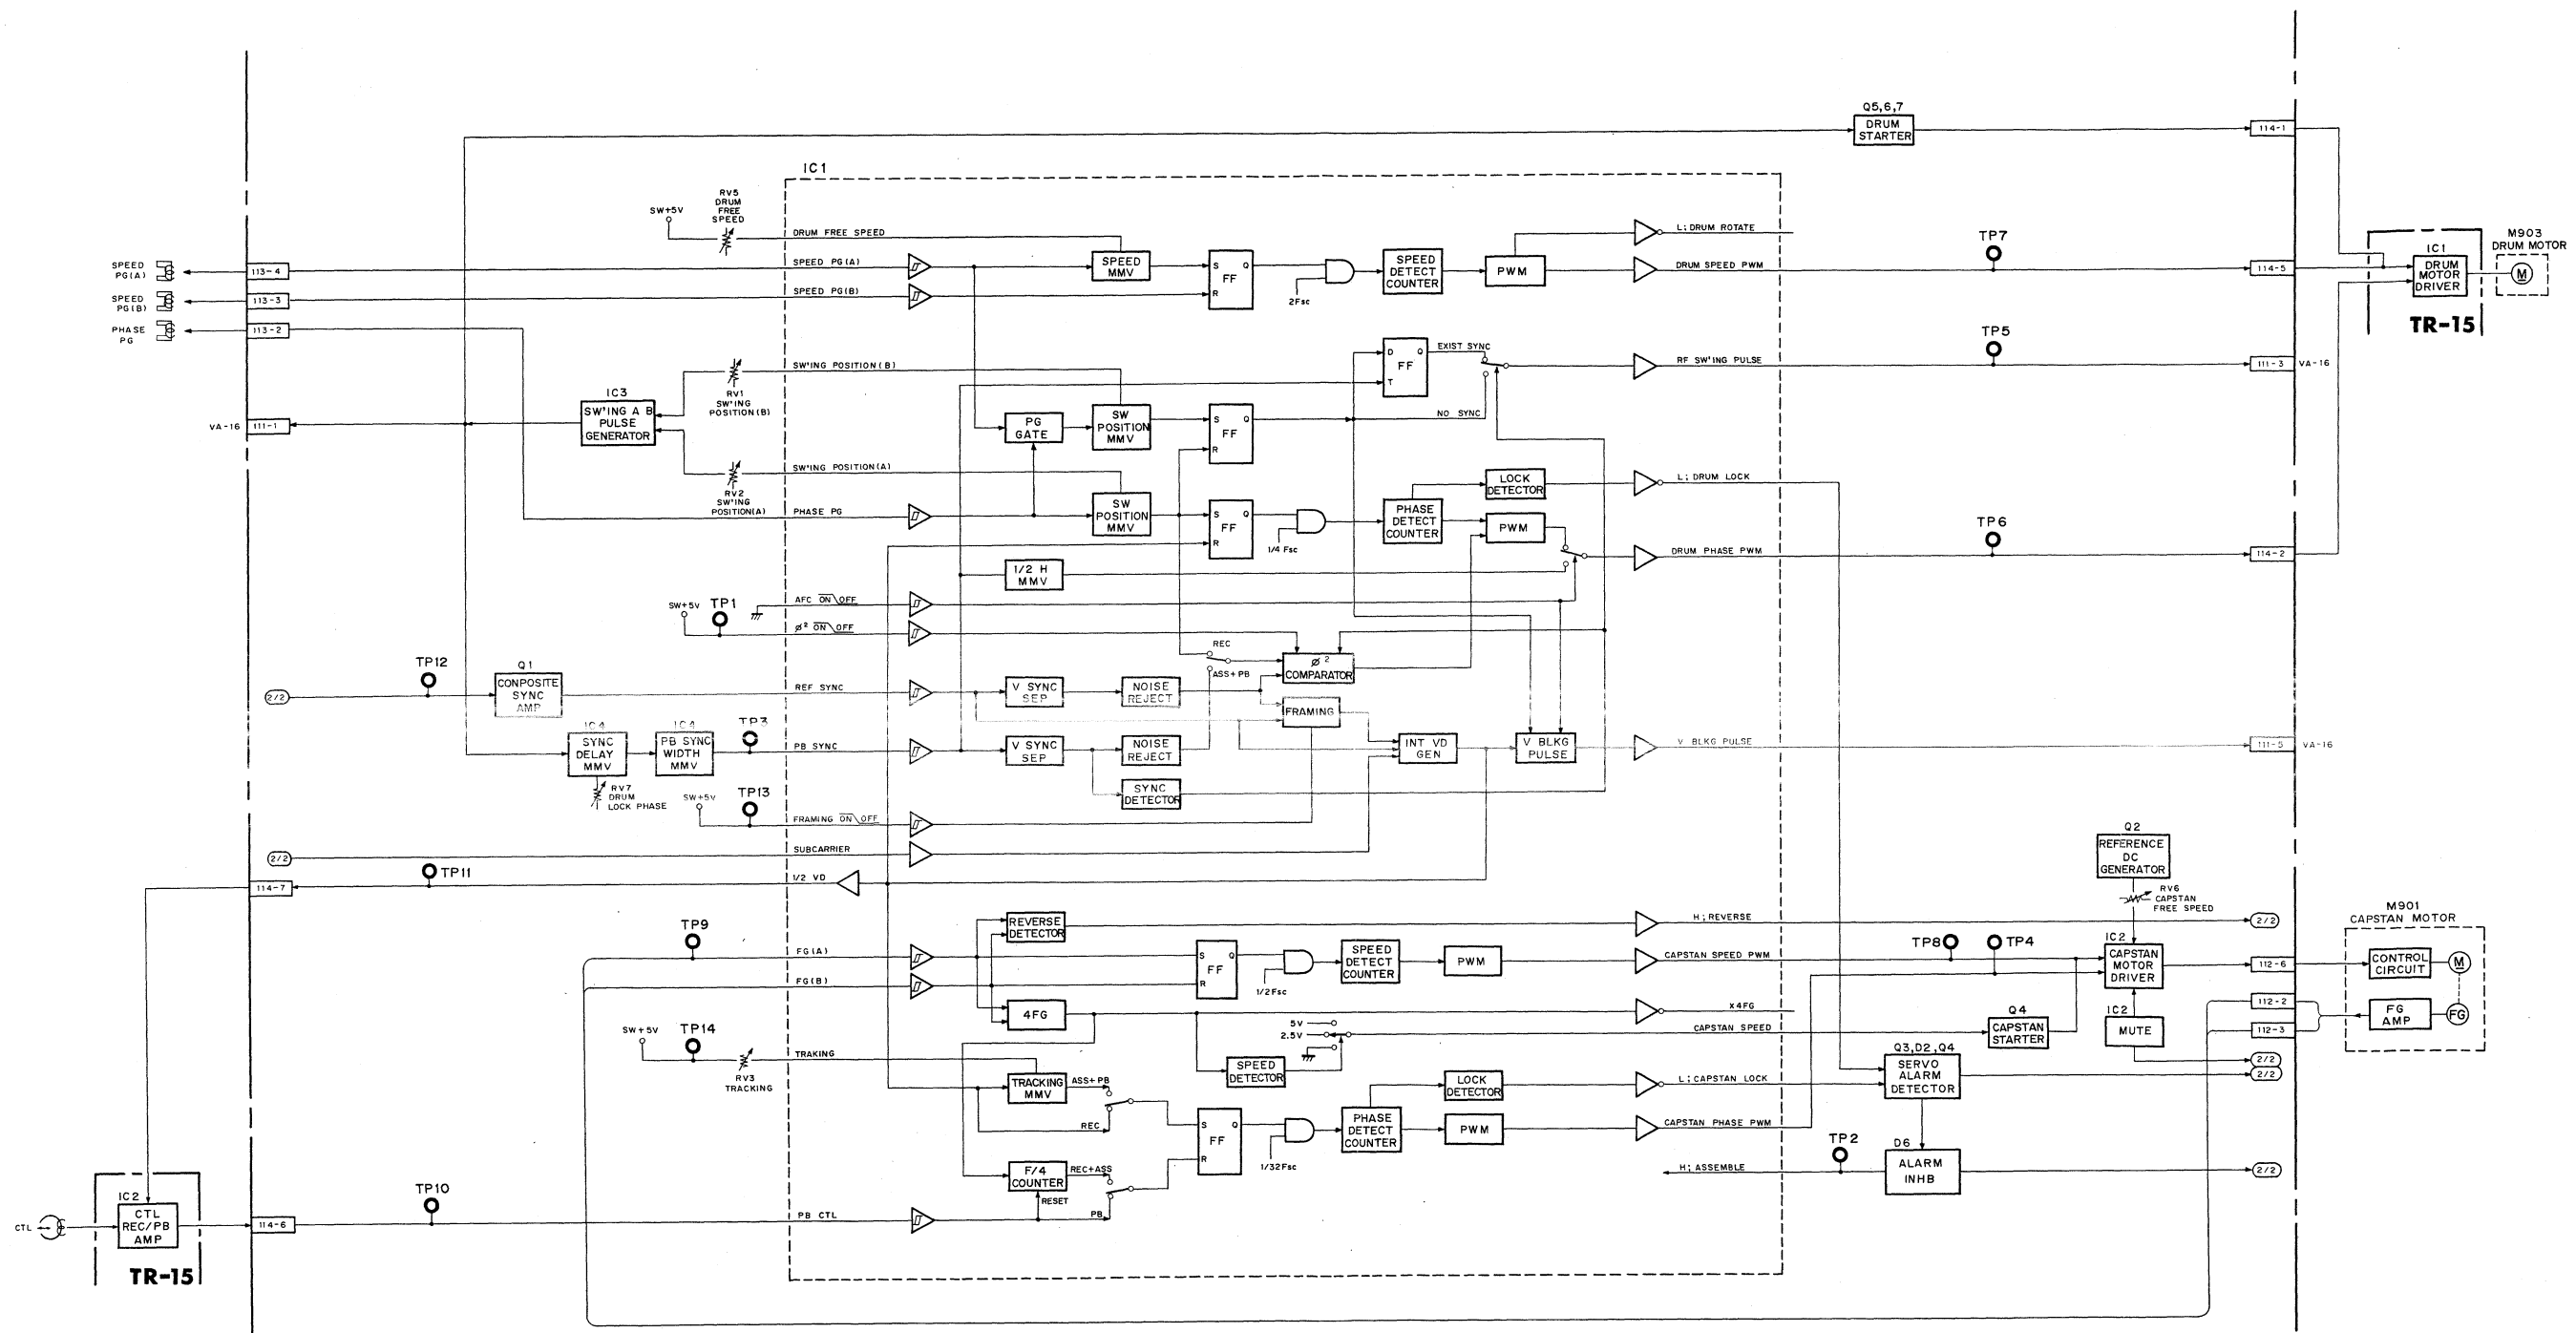 Q5,6,7
DRUM
STARTER
114-1
IC1
RV5
DRUM
FREE
SPEED
SW+5V
DRUM FREE SPEED
L; DRUM ROTATE
SPEED
PG(A)
113-4
SPEED PG(A)
SPEED
MMV
S
Q
FF
R
2Fsc
SPEED
DETECT
COUNTER
PWM
DRUM SPEED PWM
TP7
114-5
IC1
DRUM
MOTOR
DRIVER
TR-15
M903
DRUM MOTOR
M
SPEED
PG(B)
113-3
SPEED PG(B)
PHASE
PG
113-2
SW'ING POSITION(B)
RV1
SW'ING
POSITION(B)
D
Q
FF
T
EXIST SYNC
RF SW'ING PULSE
TP5
111-3
VA-16
VA-16
111-1
IC3
SW'ING A B
PULSE
GENERATOR
PG
GATE
SW
POSITION
MMV
S
Q
FF
R
NO SYNC
SW'ING POSITION(A)
RV2
SW'ING
POSITION(A)
PHASE PG
SW
POSITION
MMV
S
Q
FF
R
1/4 Fsc
PHASE
DETECT
COUNTER
LOCK
DETECTOR
PWM
L; DRUM LOCK
DRUM PHASE PWM
TP6
114-2
1/2 H
MMV
SW+5V
TP1
AFC ON OFF
ø² ON OFF
REC
ASS+PB
ø²
COMPARATOR
TP12
2/2
Q1
CONPOSITE
SYNC
AMP
REF SYNC
V SYNC
SEP
NOISE
REJECT
FRAMING
IC4
SYNC
DELAY
MMV
IC4
PB SYNC
WIDTH
MMV
TP3
PB SYNC
V SYNC
SEP
NOISE
REJECT
INT VD
GEN
V BLKG
PULSE
V BLKG PULSE
111-5
VA-16
RV7
DRUM
LOCK PHASE
SYNC
DETECTOR
SW+5V
TP13
FRAMING ON OFF
2/2
SUBCARRIER
TP11
114-7
1/2 VD
Q2
REFERENCE
DC
GENERATOR
RV6
CAPSTAN
FREE SPEED
REVERSE
DETECTOR
H; REVERSE
2/2
TP9
FG(A)
FG(B)
S
Q
FF
R
1/2Fsc
SPEED
DETECT
COUNTER
PWM
CAPSTAN SPEED PWM
TP8
TP4
IC2
CAPSTAN
MOTOR
DRIVER
112-6
M901
CAPSTAN MOTOR
CONTROL
CIRCUIT
M
112-2
112-3
FG
AMP
FG
4FG
x4FG
5V
2.5V
CAPSTAN SPEED
Q4
CAPSTAN
STARTER
IC2
MUTE
2/2
2/2
SW+5V
TP14
RV3
TRACKING
TRAKING
TRACKING
MMV
ASS+PB
REC
SPEED
DETECTOR
LOCK
DETECTOR
L; CAPSTAN LOCK
Q3,D2,Q4
SERVO
ALARM
DETECTOR
S
Q
FF
R
1/32Fsc
PHASE
DETECT
COUNTER
PWM
CAPSTAN PHASE PWM
F/4
COUNTER
REC+ASS
RESET
PB
H; ASSEMBLE
TP2
D6
ALARM
INHB
2/2
CTL
IC2
CTL
REC/PB
AMP
TR-15
114-6
TP10
PB CTL